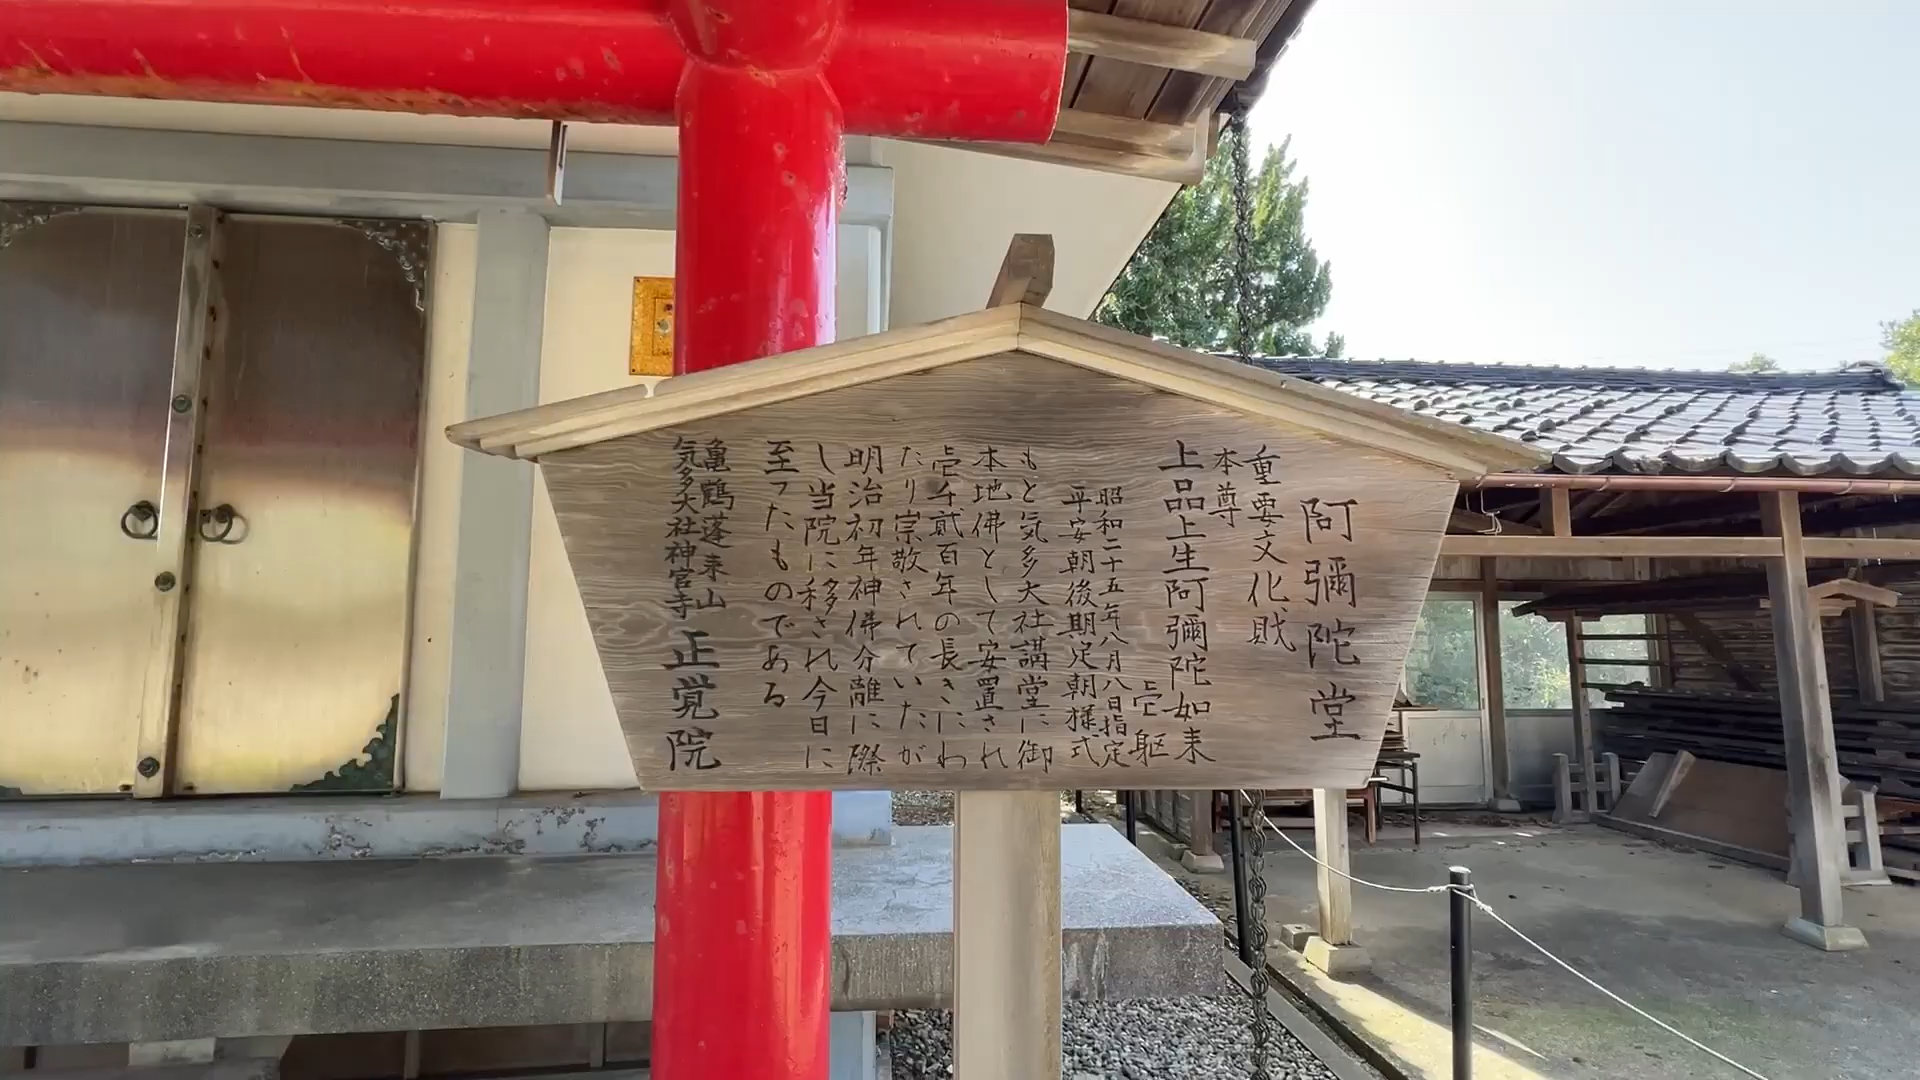 阿彌陀堂
重要文化財
本尊
上品上生阿彌陀如来
壱躯
昭和二十五年八月八日指定
平安朝後期定朝様式
もと気多大社講堂に御
本地佛として安置され
壱千貳百年の長きにわ
たり宗敬されていたが
明治初年神佛分離に際
し当院に移され今日に
至ったものである
亀鶴蓬来山
気多大社神宮寺
正覚院